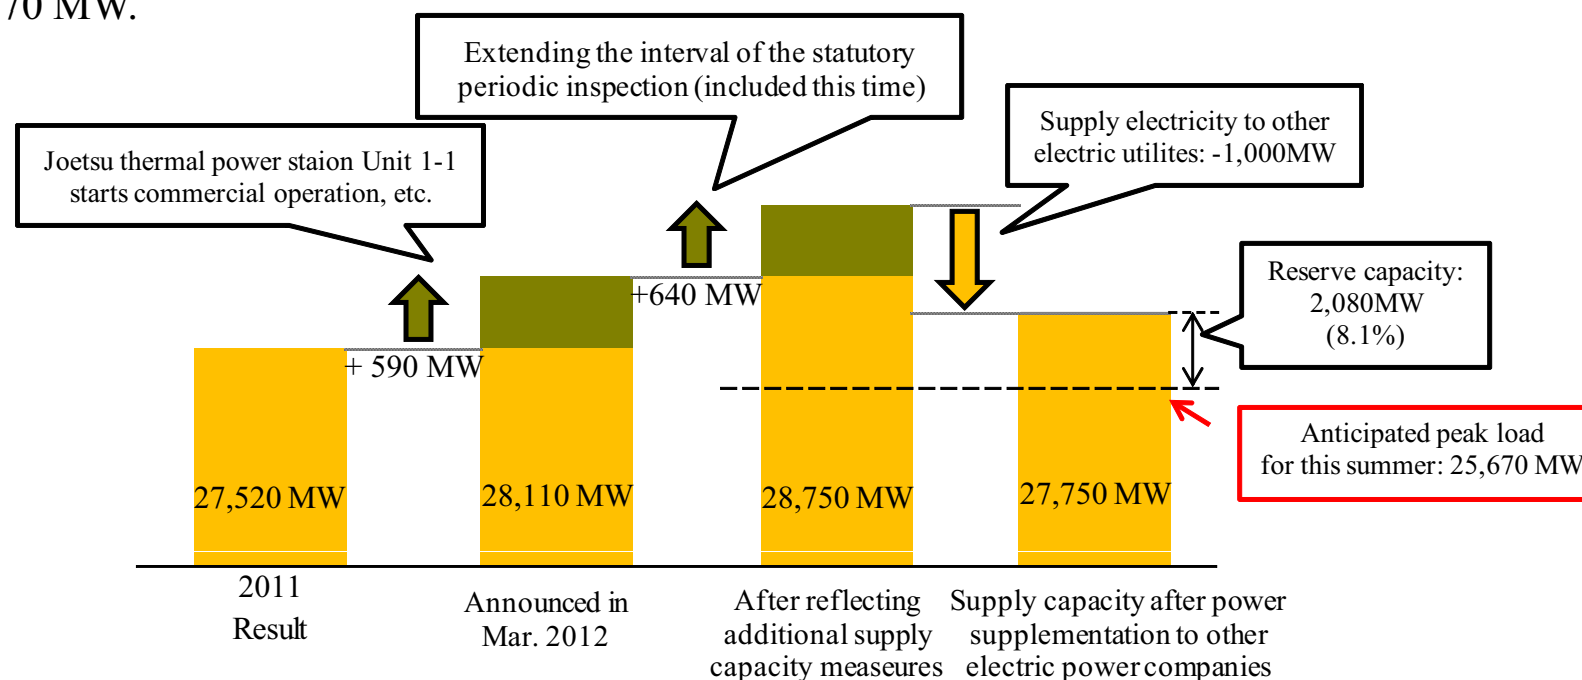 70 MW.
Extending the interval of the statutory
periodic inspection (included this time)
Joetsu thermal power staion Unit 1-1
starts commercial operation, etc.
Supply electricity to other
electric utilites: -1,000MW
Reserve capacity:
2,080MW
(8.1%)
+640 MW
+ 590 MW
Anticipated peak load
for this summer: 25,670 MW
27,520 MW
28,110 MW
28,750 MW
27,750 MW
2011
Result
Announced in
Mar. 2012
After reflecting
additional supply
capacity measeures
Supply capacity after power
supplementation to other
electric power companies